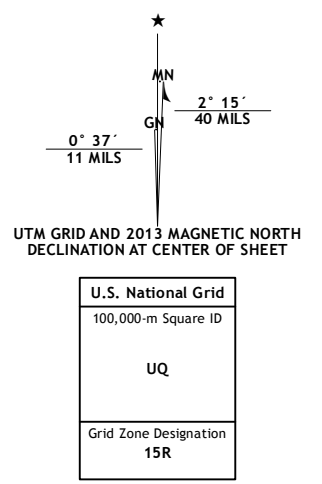 MN
2° 15´
40 MILS
GN
0° 37´
11 MILS
UTM GRID AND 2013 MAGNETIC NORTH
DECLINATION AT CENTER OF SHEET
U.S. National Grid
100,000-m Square ID
UQ
Grid Zone Designation
15R